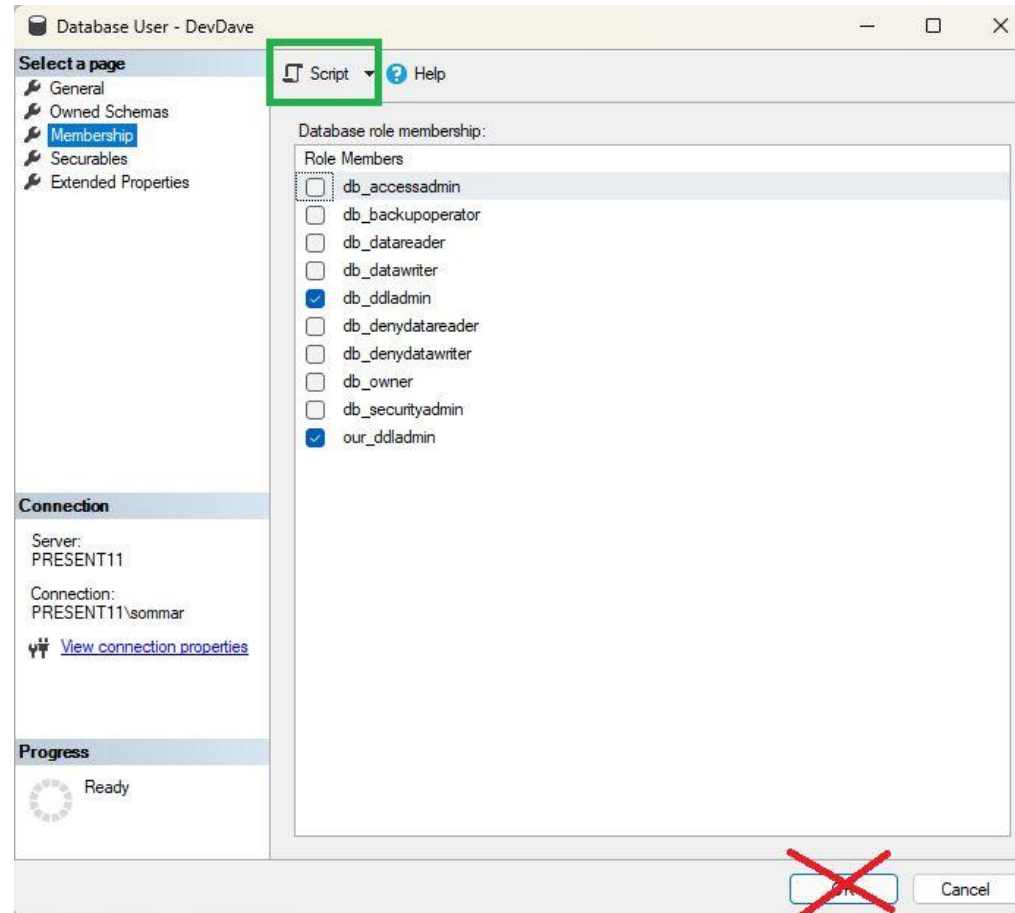 Database User - DevDave
Select a page
General
Owned Schemas
Membership
Securables
Extended Properties
Script
Help
Database role membership:
Role Members
db_accessadmin
db_backupoperator
db_datareader
db_datawriter
db_ddladmin
db_denydatareader
db_denydatawriter
db_owner
db_securityadmin
our_ddladmin
Connection
Server:
PRESENT11
Connection:
PRESENT11\sommar
View connection properties
Progress
Ready
Cancel